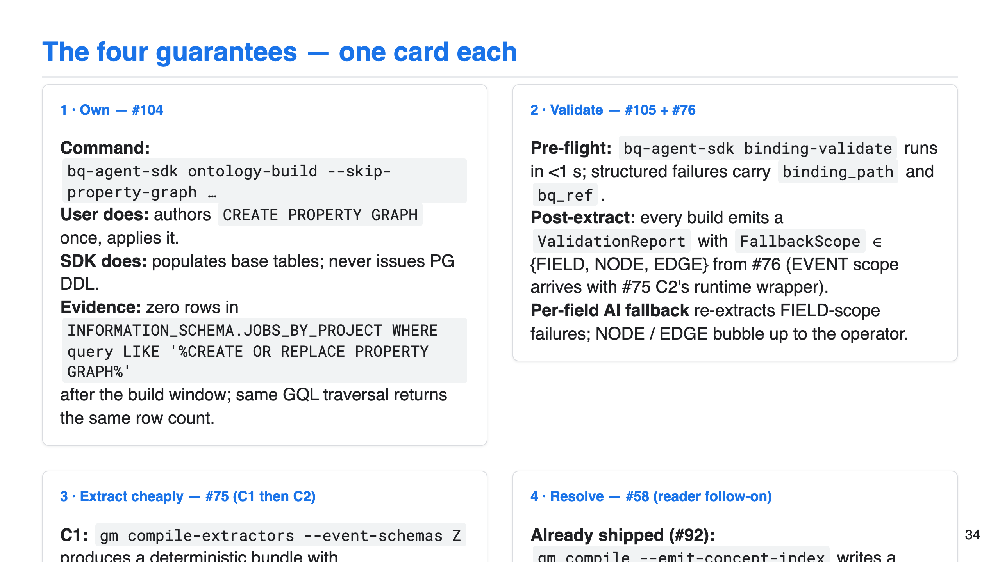 The four guarantees — one card each
1 · Own — #104
Command:
bq-agent-sdk ontology-build --skip-
property-graph …
User does: authors CREATE PROPERTY GRAPH
once, applies it.
SDK does: populates base tables; never issues PG
DDL.
Evidence: zero rows in
INFORMATION_SCHEMA.JOBS_BY_PROJECT WHERE
query LIKE '%CREATE OR REPLACE PROPERTY
GRAPH%'
after the build window; same GQL traversal returns
the same row count.
2 · Validate — #105 + #76
Pre-flight: bq-agent-sdk binding-validate runs
in <1 s; structured failures carry binding_path and
bq_ref.
Post-extract: every build emits a
ValidationReport with FallbackScope ∈
{FIELD, NODE, EDGE} from #76 (EVENT scope
arrives with #75 C2's runtime wrapper).
Per-field AI fallback re-extracts FIELD-scope
failures; NODE / EDGE bubble up to the operator.
3 · Extract cheaply — #75 (C1 then C2)
C1: gm compile-extractors --event-schemas Z
produces a deterministic bundle with
4 · Resolve — #58 (reader follow-on)
Already shipped (#92):
gm compile --emit-concept-index writes a
34